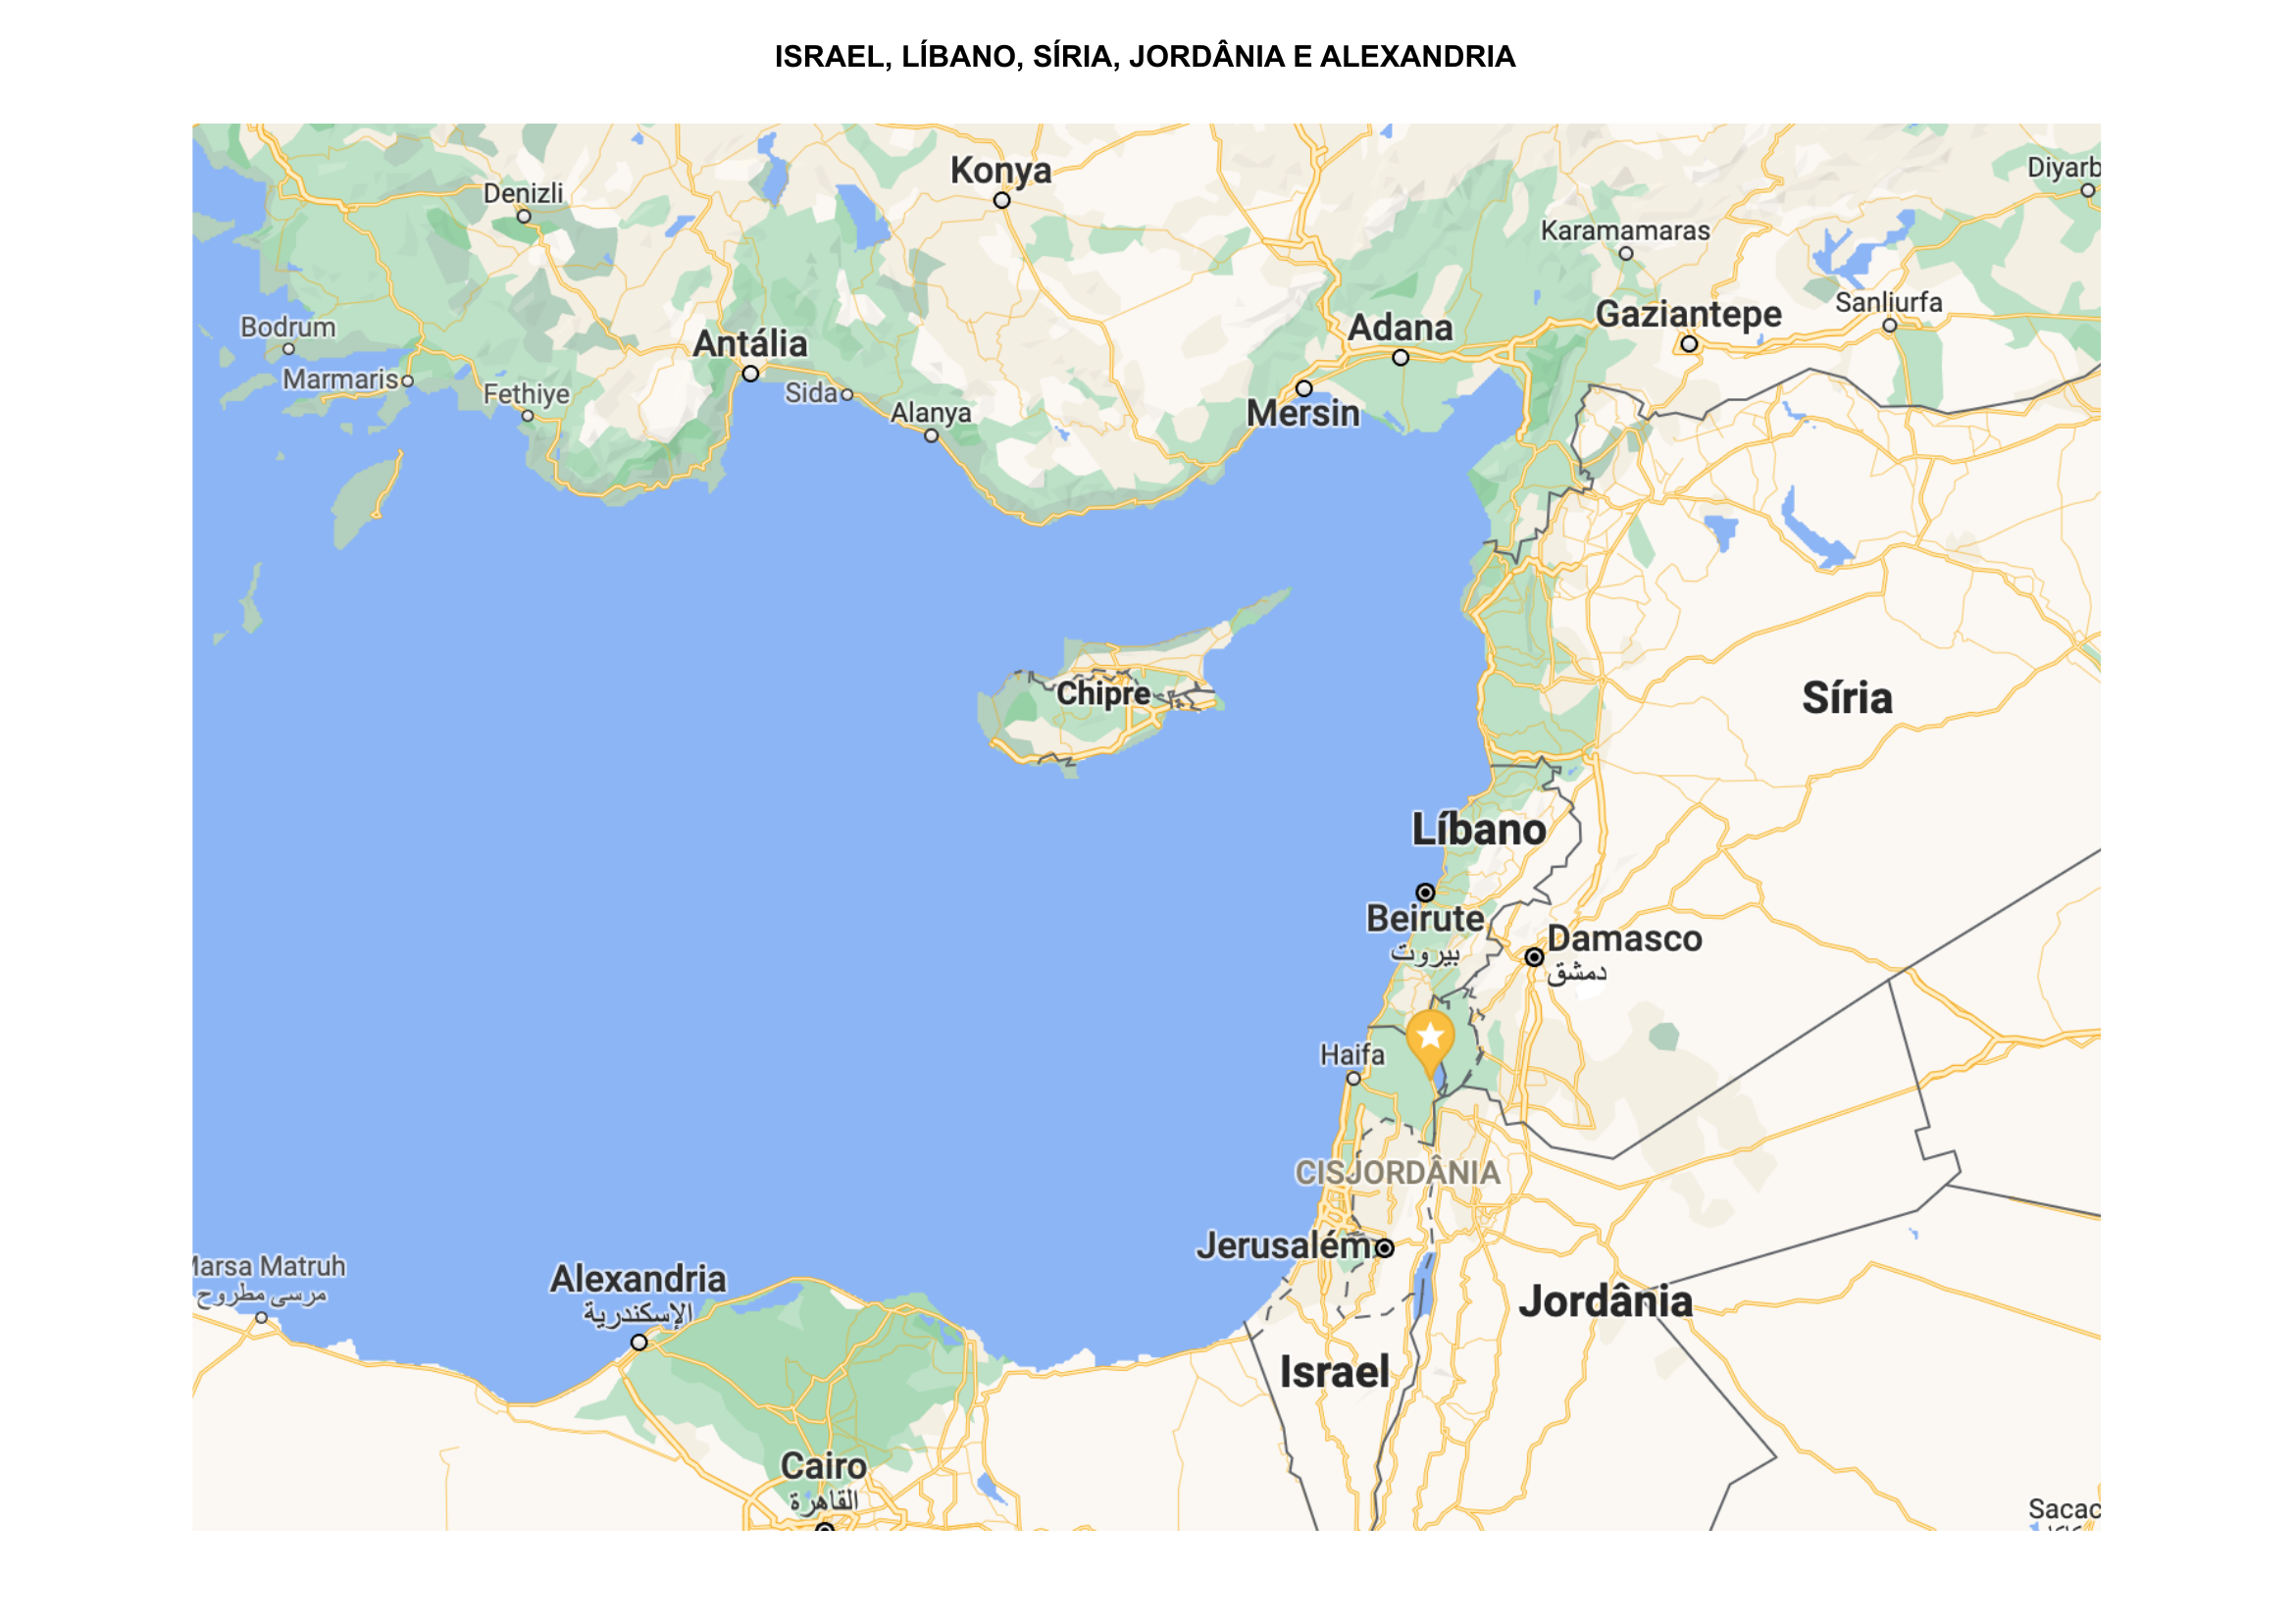 ISRAEL, LÍBANO, SÍRIA, JORDÂNIA E ALEXANDRIA
Konya
Denizli
Diyarb
Karamamaras
Gaziantepe
Sanliurfa
Bodrum
Antália
Adana
Marmaris
Fethiye
Sida
Alanya
Mersin
Chipre
Síria
Líbano
Beirute
بيروت
Damasco
دمشق
Haifa
CISJORDÂNIA
Jerusalém
Marsa Matruh
مرسى مطروح
Alexandria
الإسكندرية
Jordânia
Israel
Cairo
القاهرة
Sacac